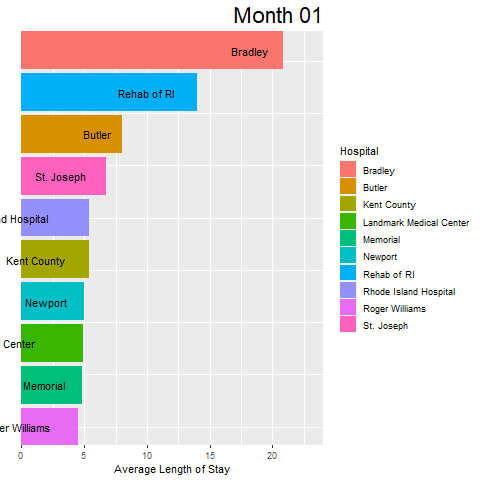 Month 01
Bradley
Rehab of RI
Butler
St. Joseph
d Hospital
Kent County
Newport
Center
Memorial
er Williams
0 5 10 15 20
Average Length of Stay
Hospital
Bradley
Butler
Kent County
Landmark Medical Center
Memorial
Newport
Rehab of RI
Rhode Island Hospital
Roger Williams
St. Joseph